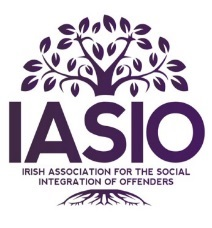 IASIO
IRISH ASSOCIATION FOR THE SOCIAL
INTEGRATION OF OFFENDERS